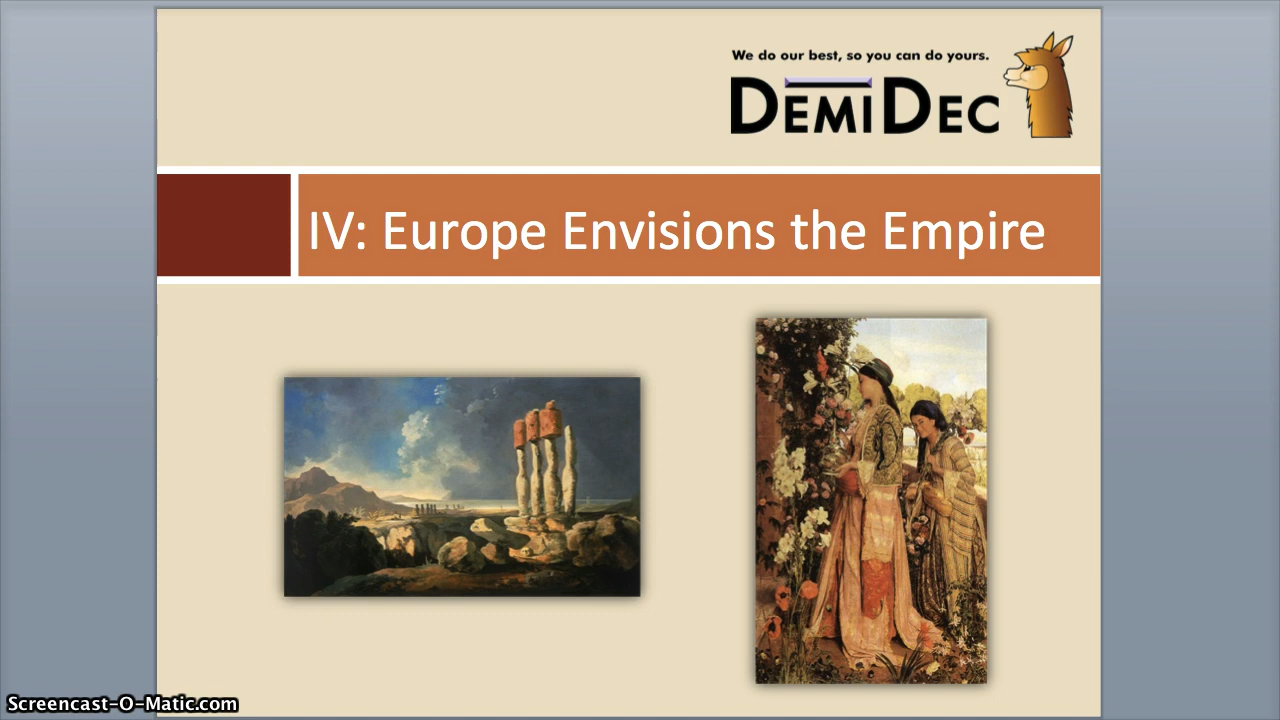 We do our best, so you can do yours.
DEMIDEC
IV: Europe Envisions the Empire
Screencast-O-Matic.com